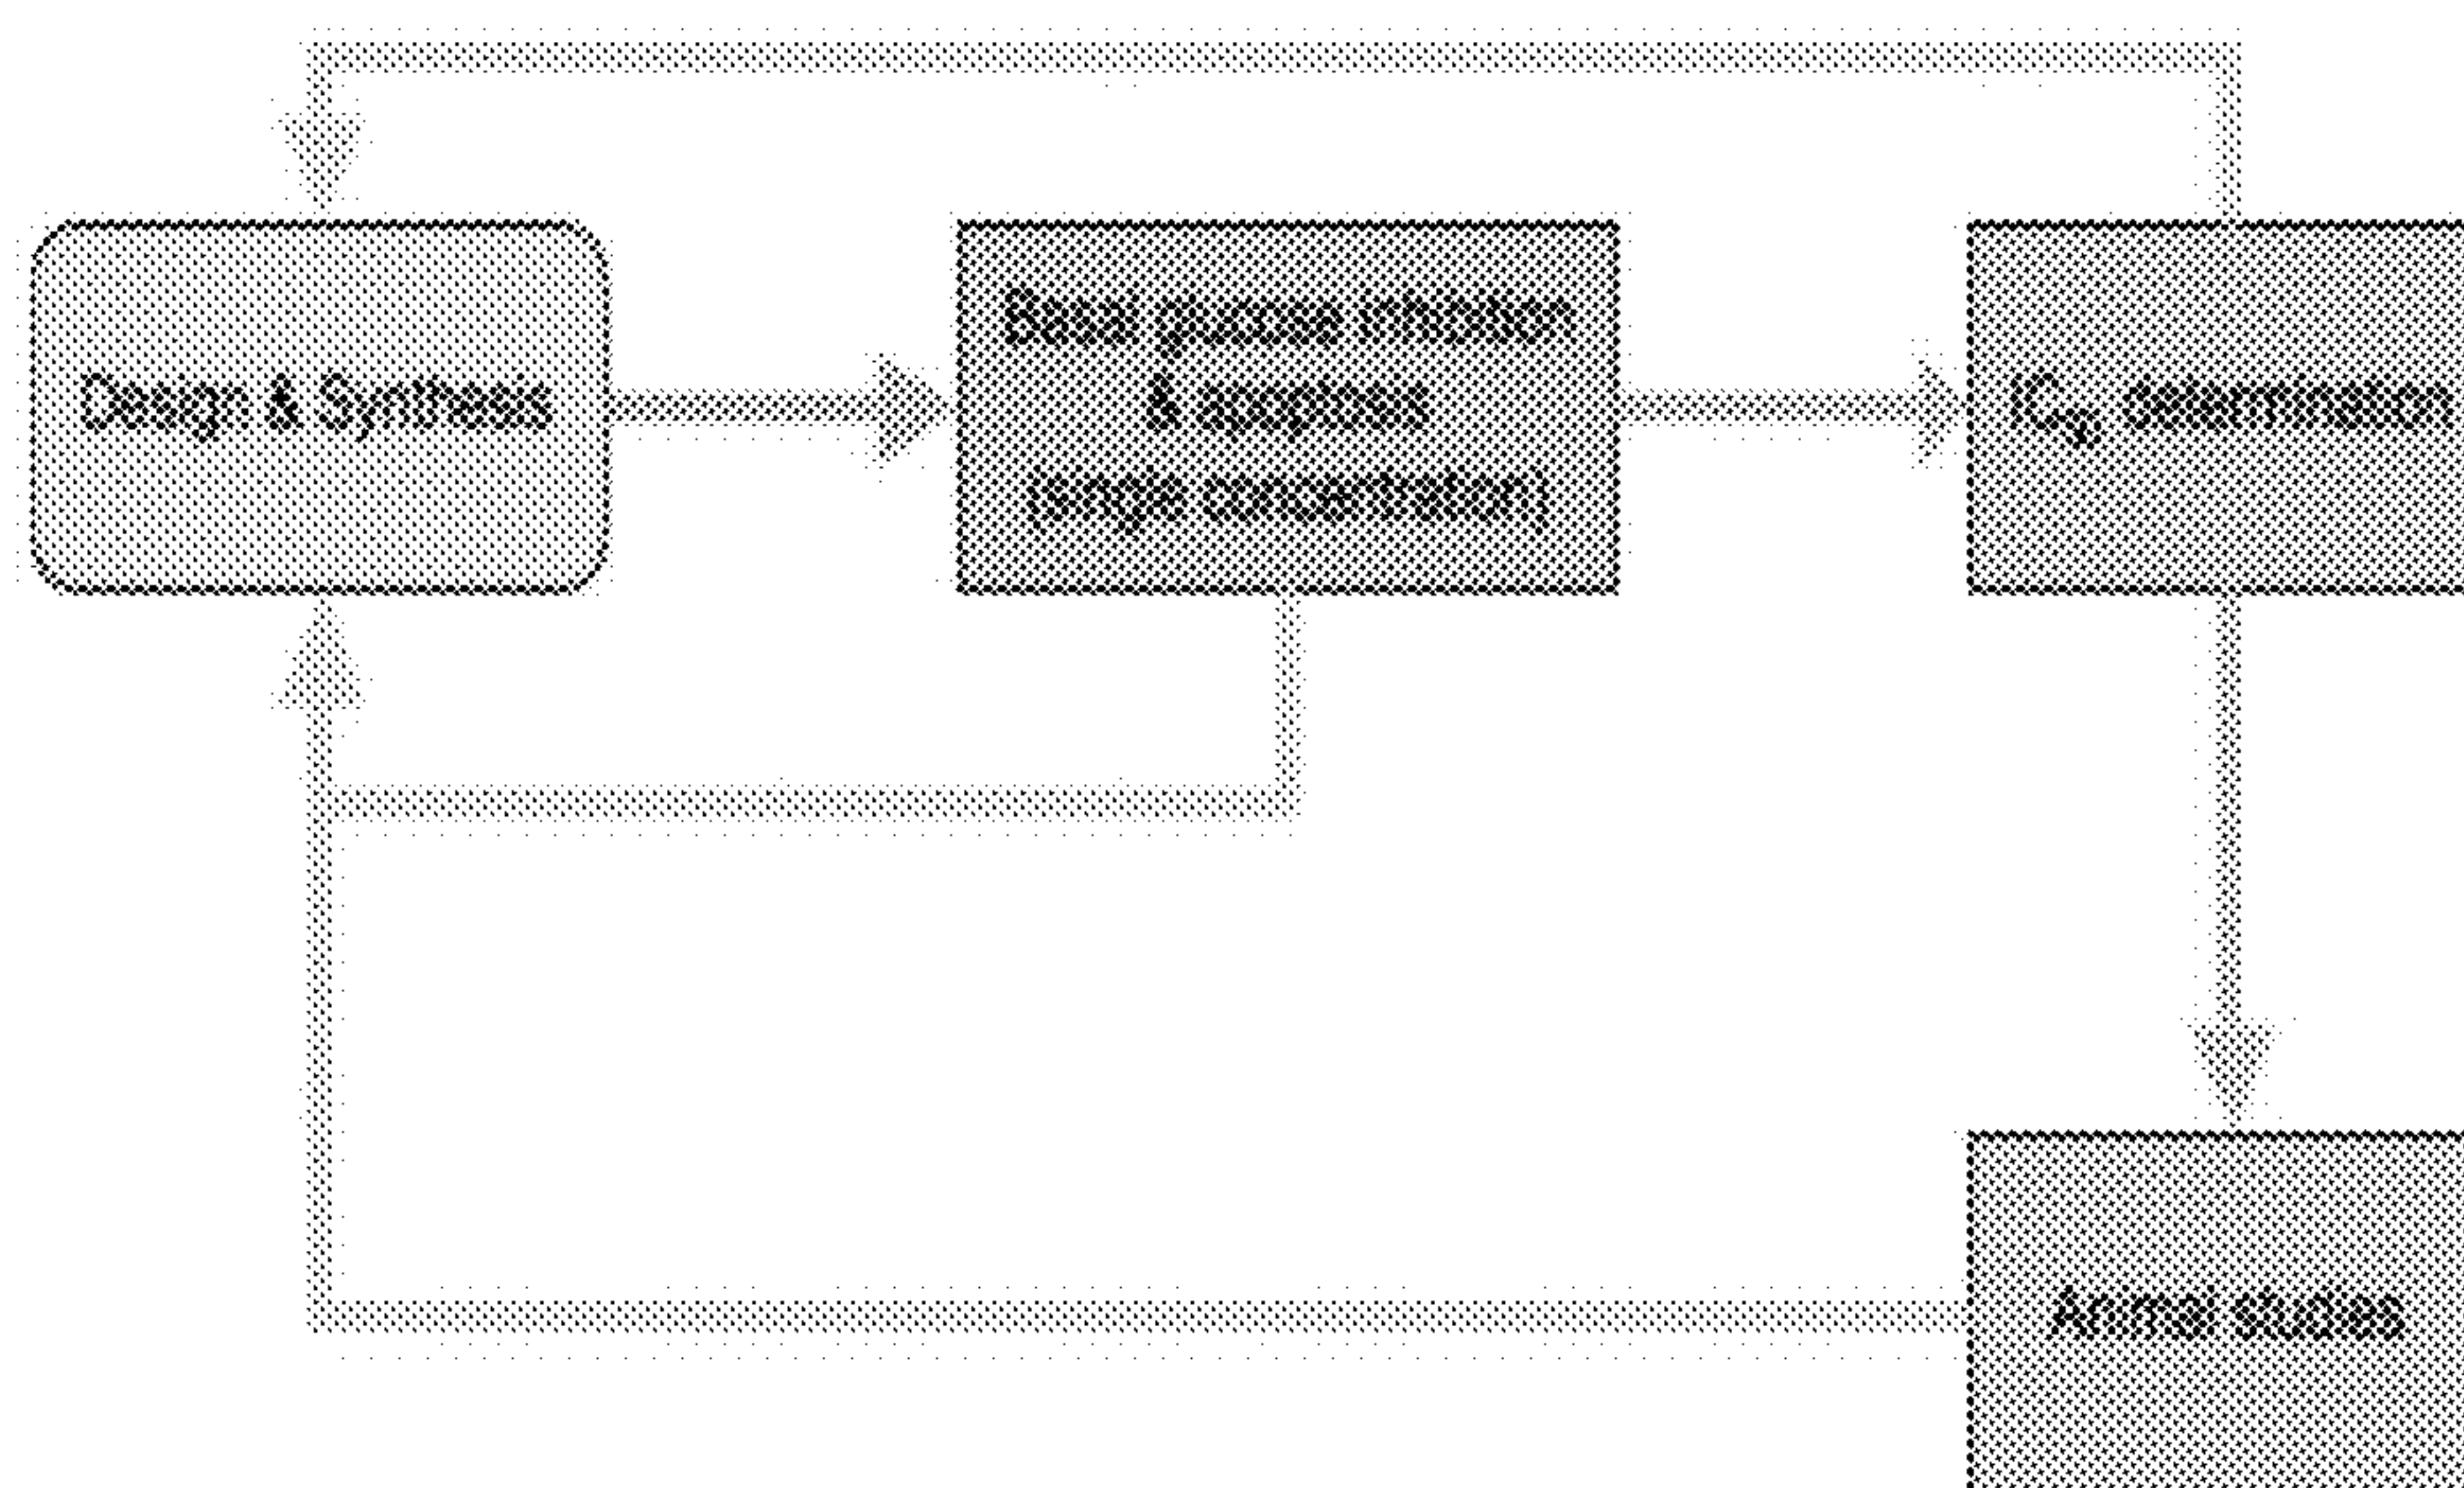 Design & Synthesis
Basal glucose inhibition
& apoptosis
(single concentration)
IC50 determination
Animal studies